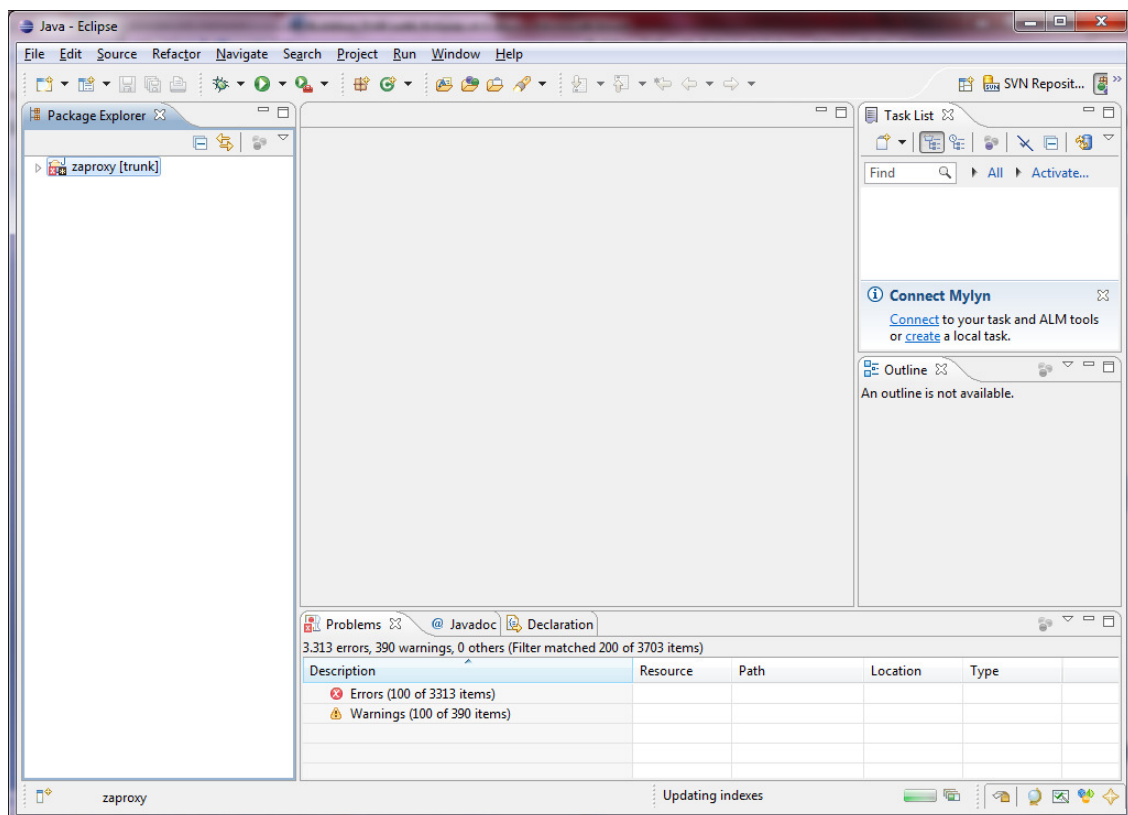 Java - Eclipse
File Edit Source Refactor Navigate Search Project Run Window Help
SVN Reposit...
Package Explorer
zaproxy [trunk]
Task List
Find All Activate...
Connect Mylyn
Connect to your task and ALM tools
or create a local task.
Outline
An outline is not available.
Problems @ Javadoc Declaration
3.313 errors, 390 warnings, 0 others (Filter matched 200 of 3703 items)
Description Resource Path Location Type
Errors (100 of 3313 items)
Warnings (100 of 390 items)
zaproxy Updating indexes